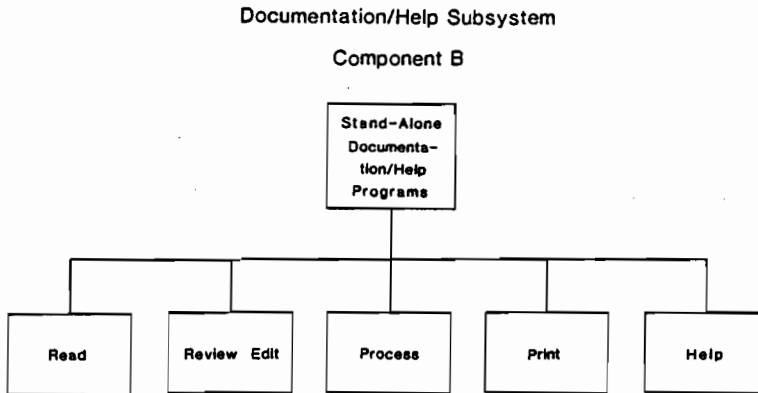 Documentation/Help Subsystem
Component B
Stand-Alone
Documenta-
tion/Help
Programs
Read
Review Edit
Process
Print
Help